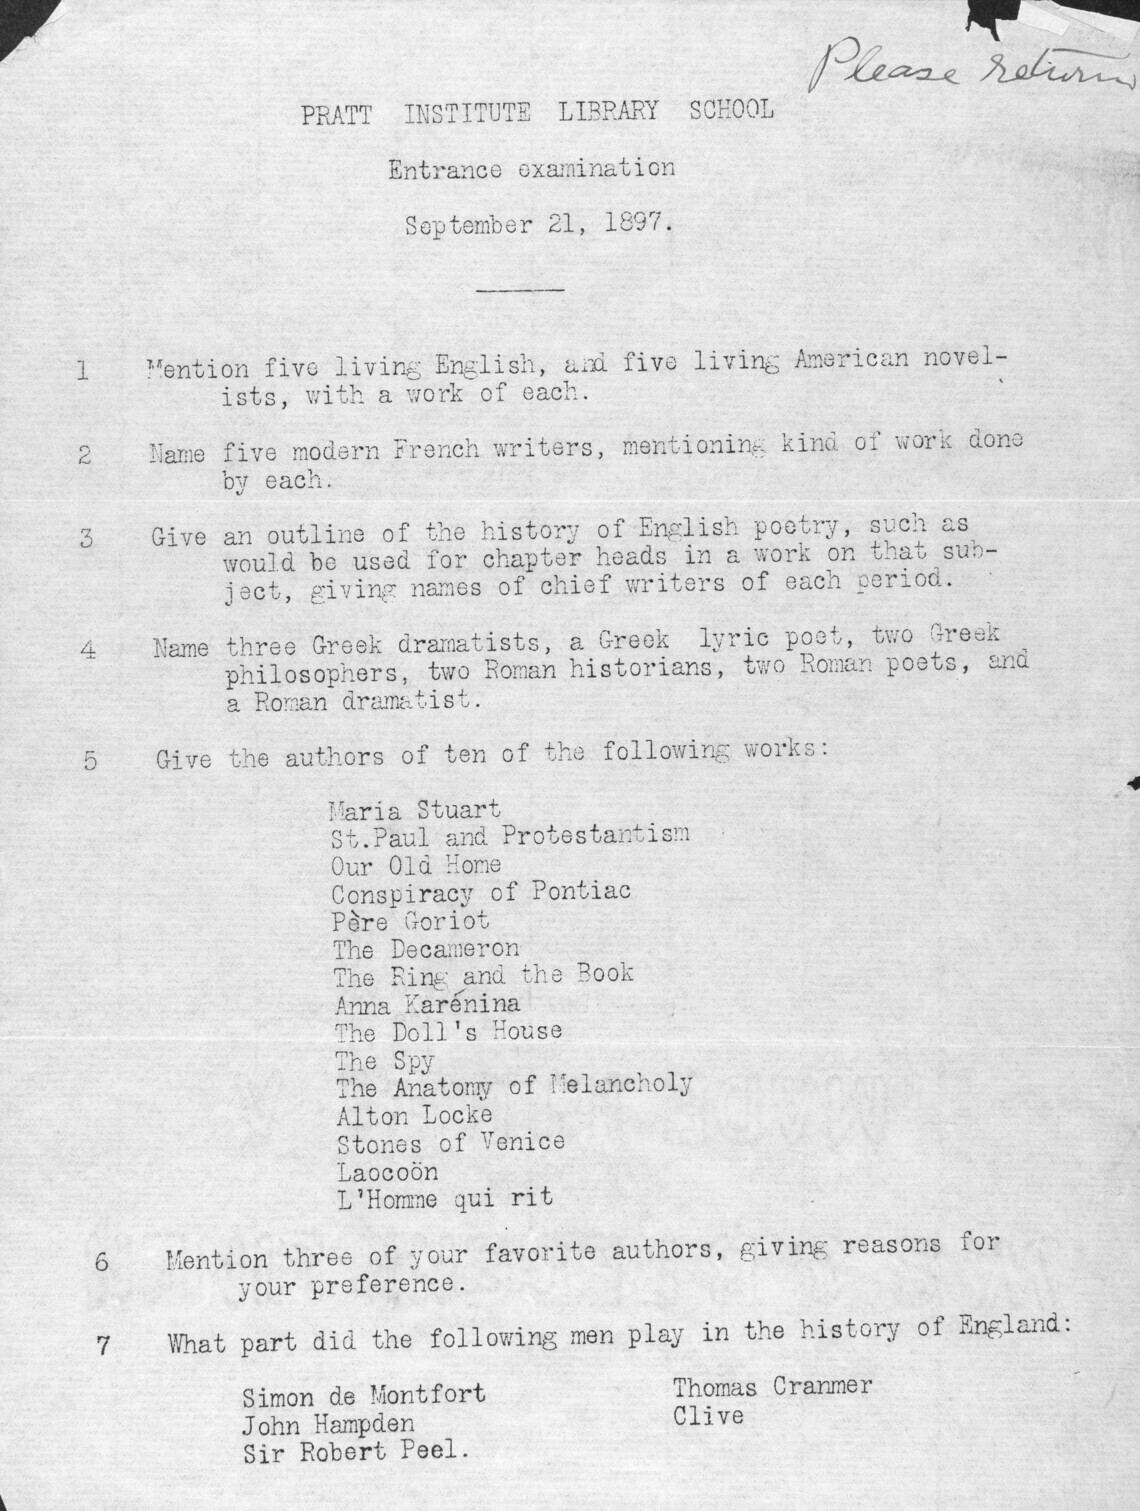 Please return
PRATT INSTITUTE LIBRARY SCHOOL
Entrance examination
September 21, 1897.
1 Mention five living English, and five living American novel-
ists, with a work of each.
2 Name five modern French writers, mentioning kind of work done
by each.
3 Give an outline of the history of English poetry, such as
would be used for chapter heads in a work on that sub-
ject, giving names of chief writers of each period.
4 Name three Greek dramatists, a Greek lyric poet, two Greek
philosophers, two Roman historians, two Roman poets, and
a Roman dramatist.
5 Give the authors of ten of the following works:
Maria Stuart
St.Paul and Protestantism
Our Old Home
Conspiracy of Pontiac
Père Goriot
The Decameron
The Ring and the Book
Anna Karénina
The Doll's House
The Spy
The Anatomy of Melancholy
Alton Locke
Stones of Venice
Laocoön
L'Homme qui rit
6 Mention three of your favorite authors, giving reasons for
your preference.
7 What part did the following men play in the history of England:
Simon de Montfort
John Hampden
Sir Robert Peel.
Thomas Cranmer
Clive